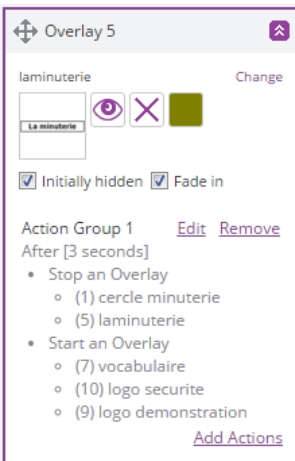 Overlay 5
laminuterie Change
La minuterie
Initially hidden Fade in
Action Group 1 Edit Remove
After [3 seconds]
Stop an Overlay
(1) cercle minuterie
(5) laminuterie
Start an Overlay
(7) vocabulaire
(10) logo securite
(9) logo demonstration
Add Actions